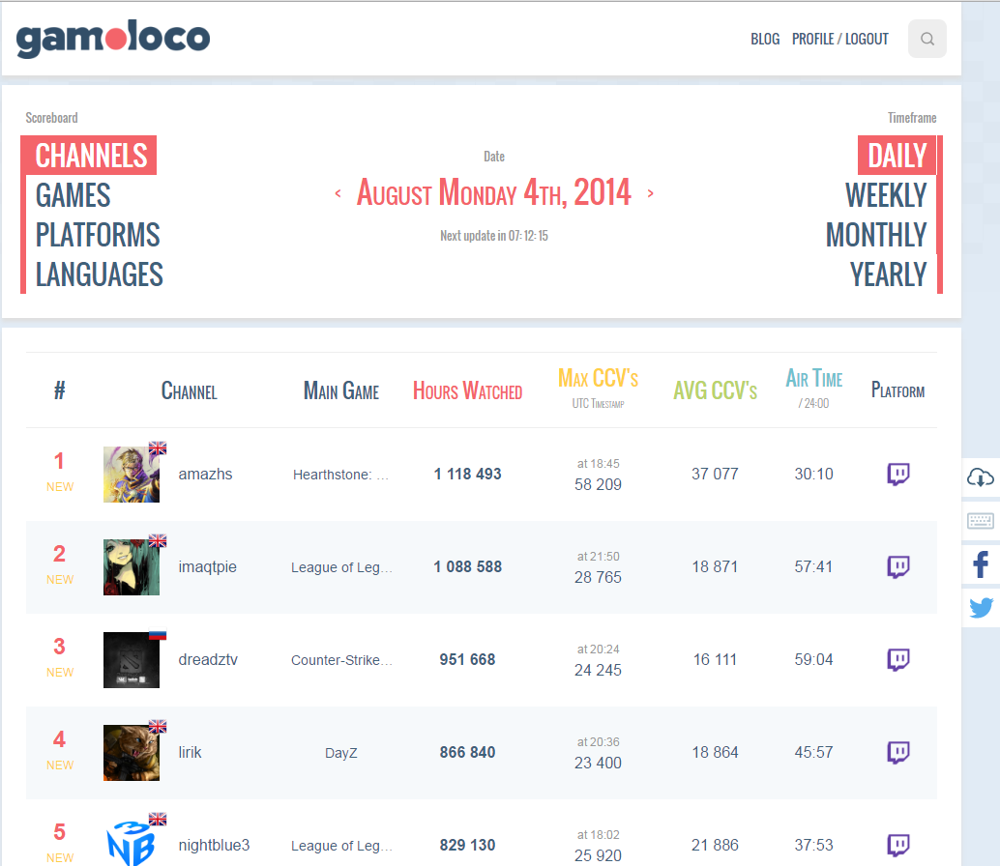 gamoloco
BLOG PROFILE / LOGOUT
Scoreboard
CHANNELS
GAMES
PLATFORMS
LANGUAGES
Date
‹ August Monday 4th, 2014 ›
Next update in 07:12:15
Timeframe
DAILY
WEEKLY
MONTHLY
YEARLY
# Channel Main Game Hours Watched Max CCV's AVG CCV's Air Time Platform
UTC Timestamp / 24:00
1 NEW amazhs Hearthstone: ... 1 118 493 at 18:45 58 209 37 077 30:10
2 NEW imaqtpie League of Leg... 1 088 588 at 21:50 28 765 18 871 57:41
3 NEW dreadztv Counter-Strike... 951 668 at 20:24 24 245 16 111 59:04
4 NEW lirik DayZ 866 840 at 20:36 23 400 18 864 45:57
5 NEW nightblue3 League of Leg... 829 130 at 18:02 25 920 21 886 37:53